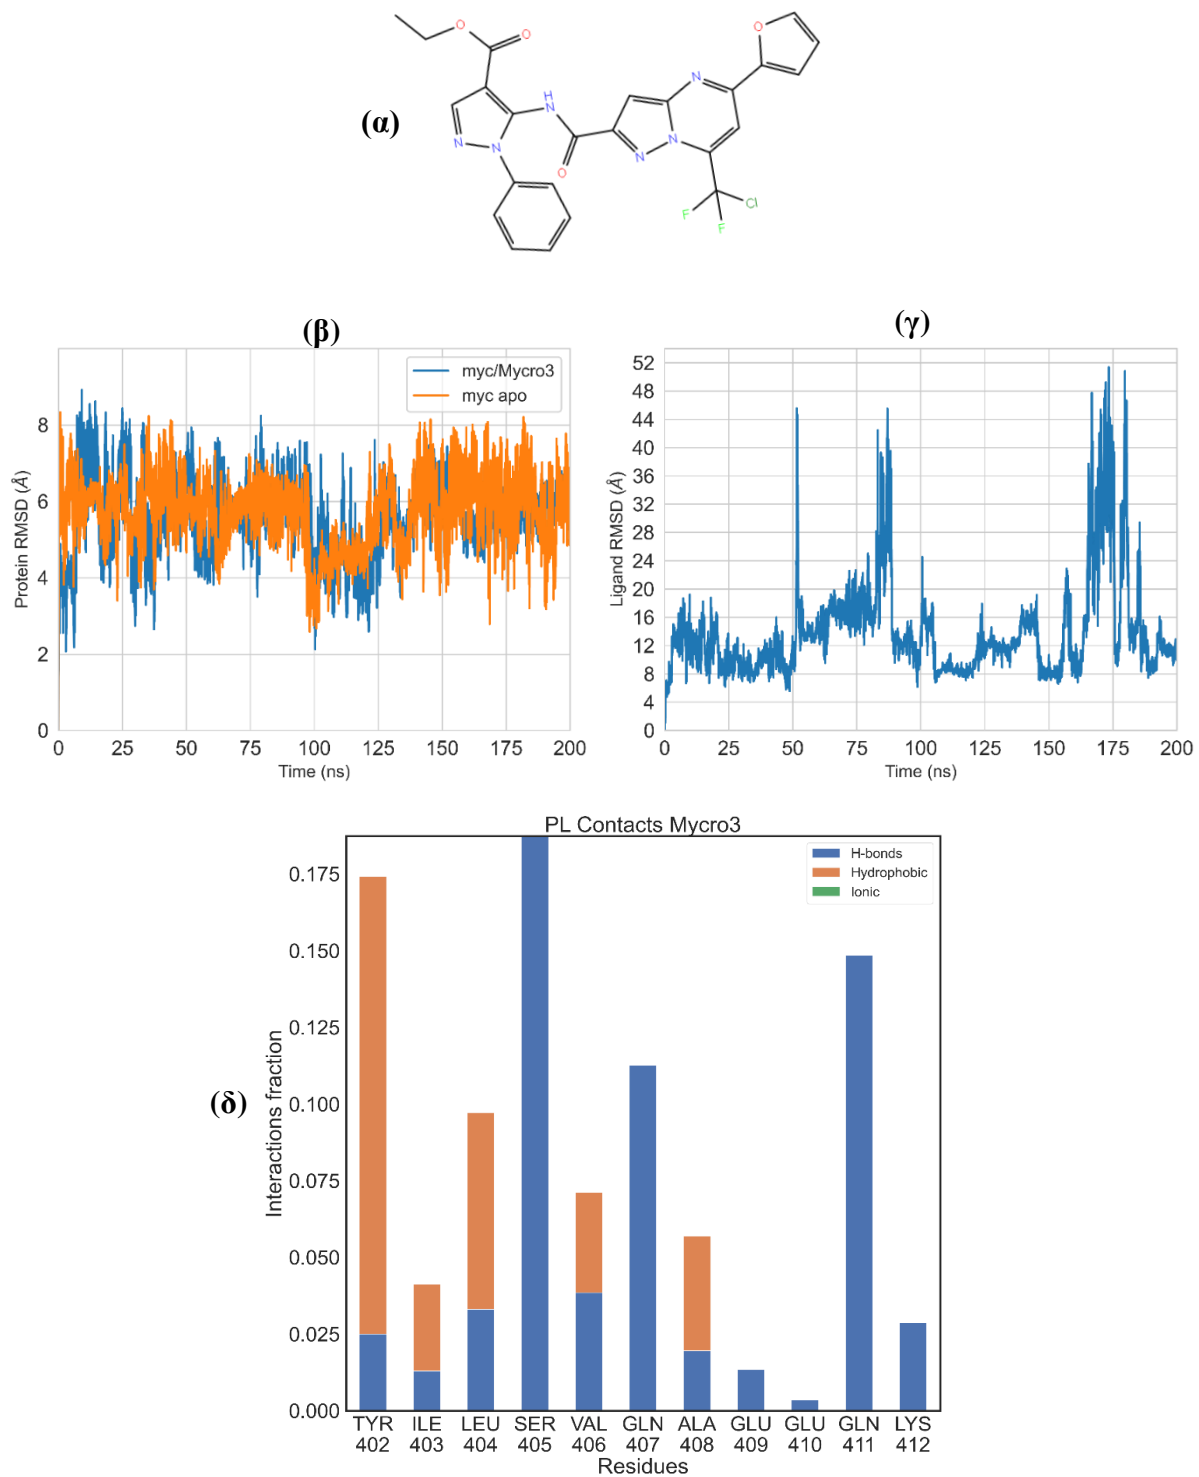 (α)
O
O
H
N
N
N
O
N
N
N
O
F
F
Cl
(β)
myc/Mycro3
myc apo
Protein RMSD (Å)
8
6
4
2
0
0 25 50 75 100 125 150 175 200
Time (ns)
(γ)
Ligand RMSD (Å)
52
48
44
40
36
32
28
24
20
16
12
8
4
0
0 25 50 75 100 125 150 175 200
Time (ns)
(δ)
PL Contacts Mycro3
H-bonds
Hydrophobic
Ionic
Interactions fraction
0.175
0.150
0.125
0.100
0.075
0.050
0.025
0.000
TYR ILE LEU SER VAL GLN ALA GLU GLU GLN LYS
402 403 404 405 406 407 408 409 410 411 412
Residues